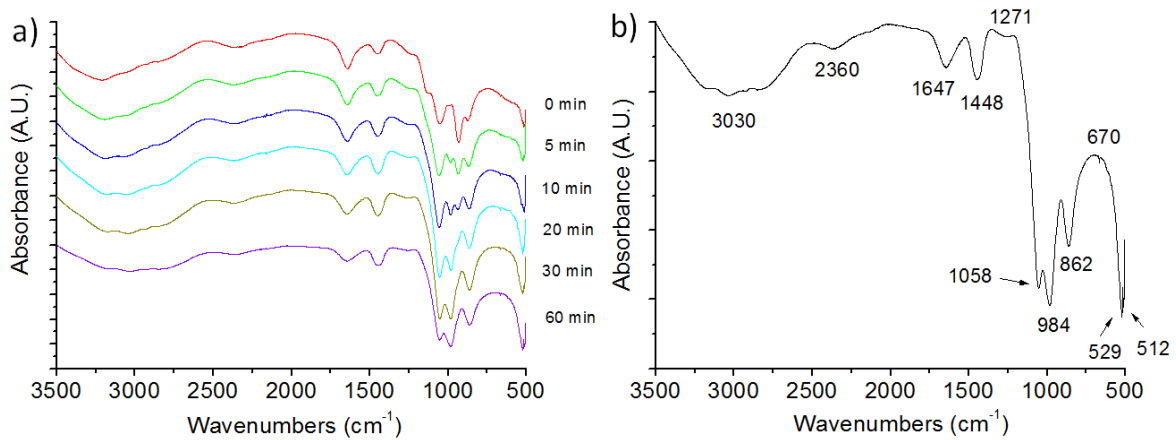 a)
Absorbance (A.U.)
0 min
5 min
10 min
20 min
30 min
60 min
3500 3000 2500 2000 1500 1000 500
Wavenumbers (cm-1)
b)
Absorbance (A.U.)
3030
2360
1647
1448
1271
1058
984
862
670
529
512
3500 3000 2500 2000 1500 1000 500
Wavenumbers (cm-1)